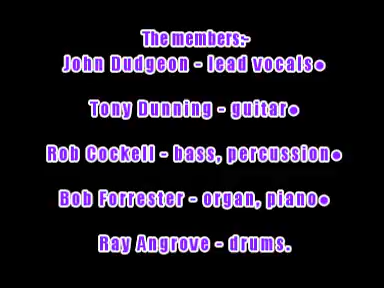 The members:-
John Dudgeon - lead vocals●
Tony Dunning - guitar●
Rob Cockell - bass, percussion●
Bob Forrester - organ, piano●
Ray Angrove - drums.